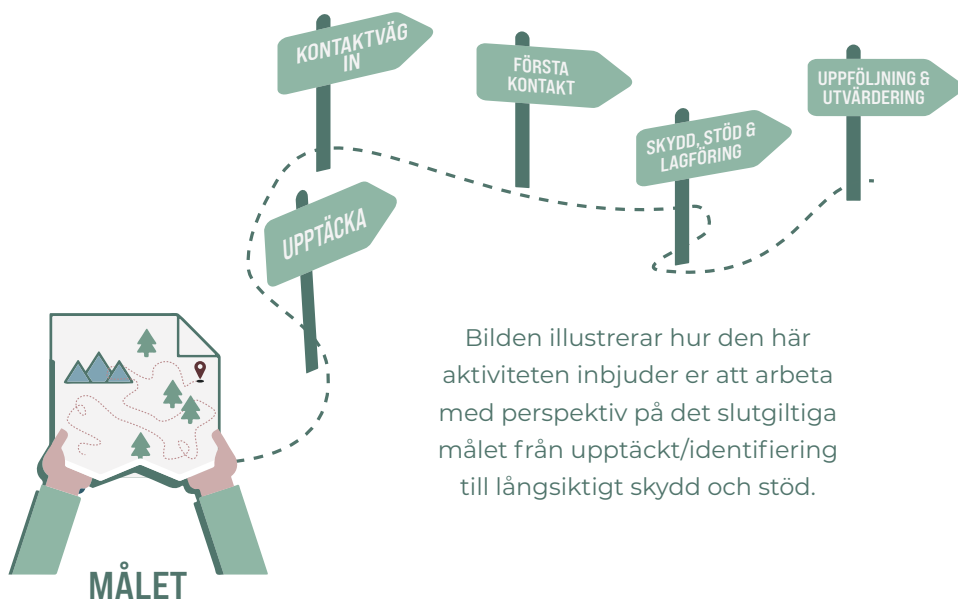 KONTAKTVÄG
IN
FÖRSTA
KONTAKT
UPPFÖLJNING &
UTVÄRDERING
SKYDD, STÖD &
LAGFÖRING
UPPTÄCKA
Bilden illustrerar hur den här
aktiviteten inbjuder er att arbeta
med perspektiv på det slutgiltiga
målet från upptäckt/identifiering
till långsiktigt skydd och stöd.
MÅLET